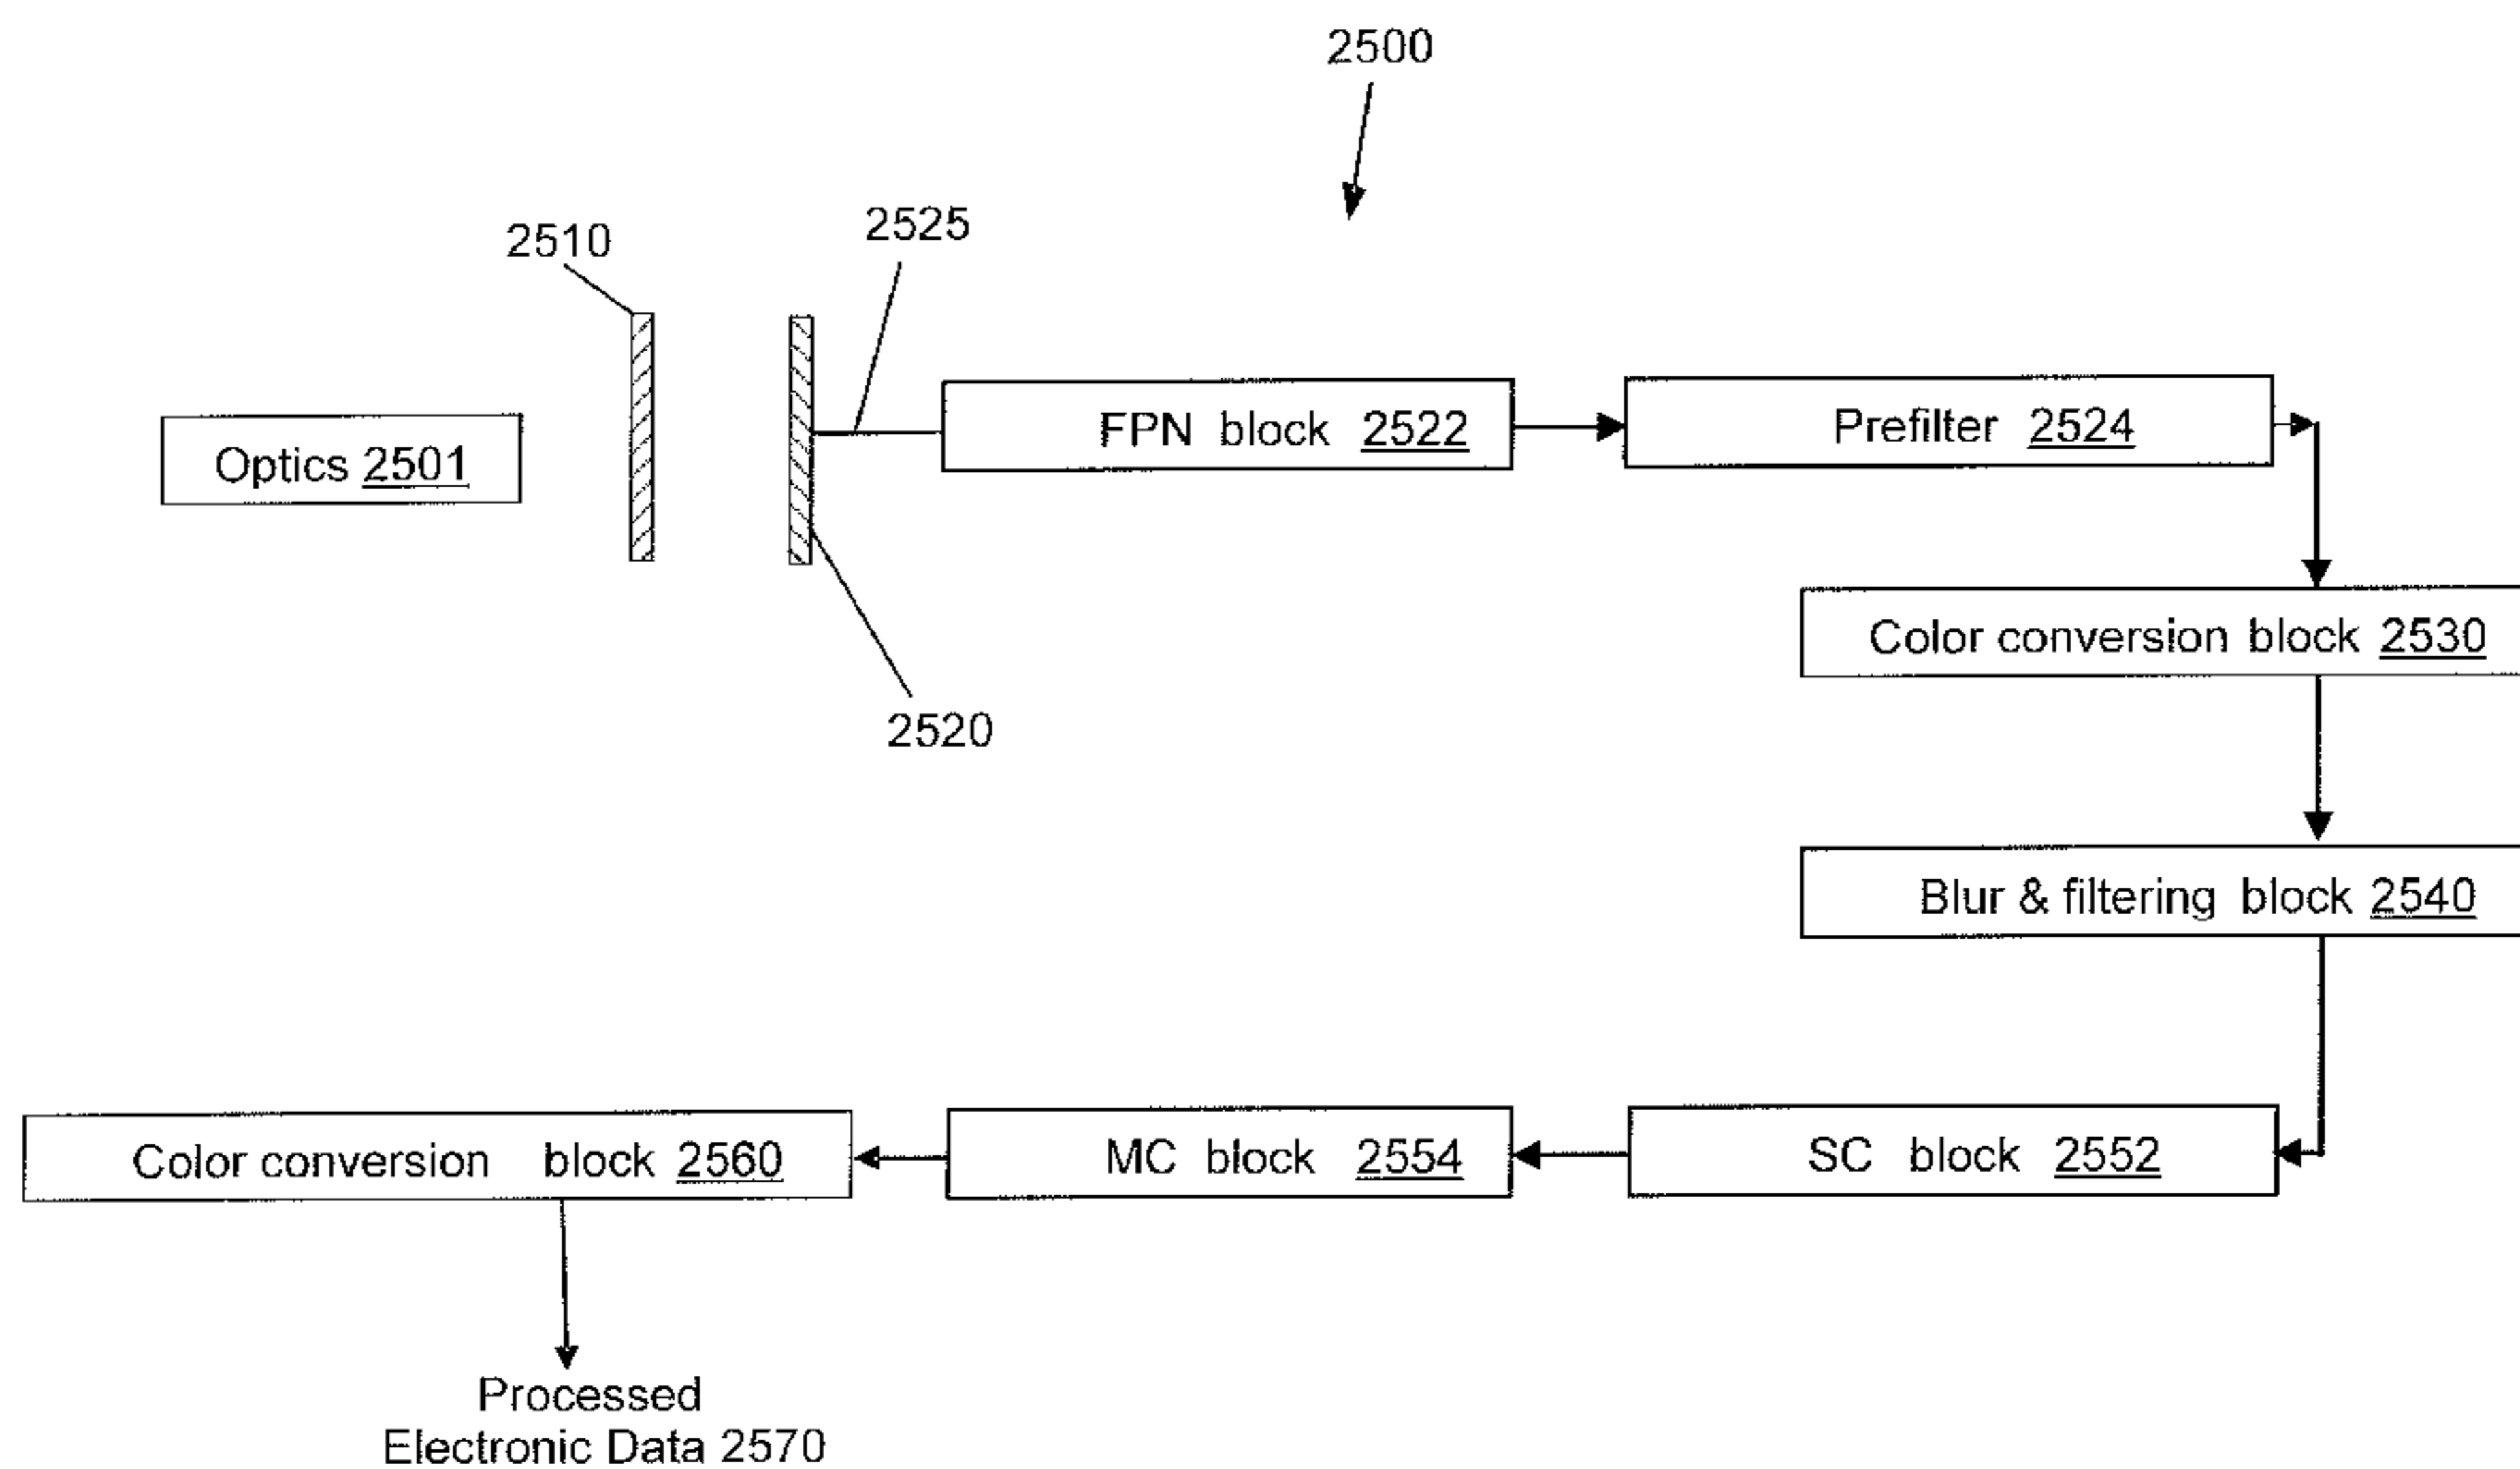 2500
2510
2525
Optics 2501
FPN block 2522
Prefilter 2524
Color conversion block 2530
2520
Blur & filtering block 2540
Color conversion block 2560
MC block 2554
SC block 2552
Processed
Electronic Data 2570